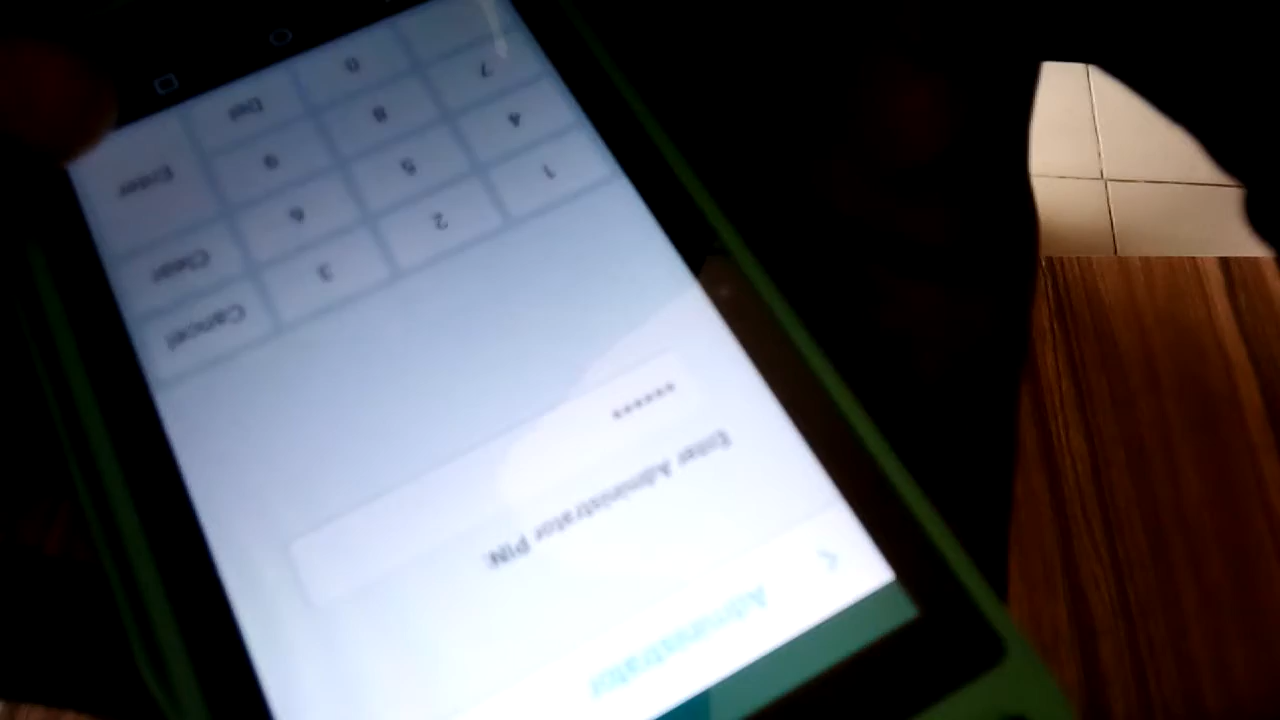 Administrator
Enter Administrator PIN:
******
1 2 3 Cancel
4 5 6 Clear
7 8 9 Enter
0 Del